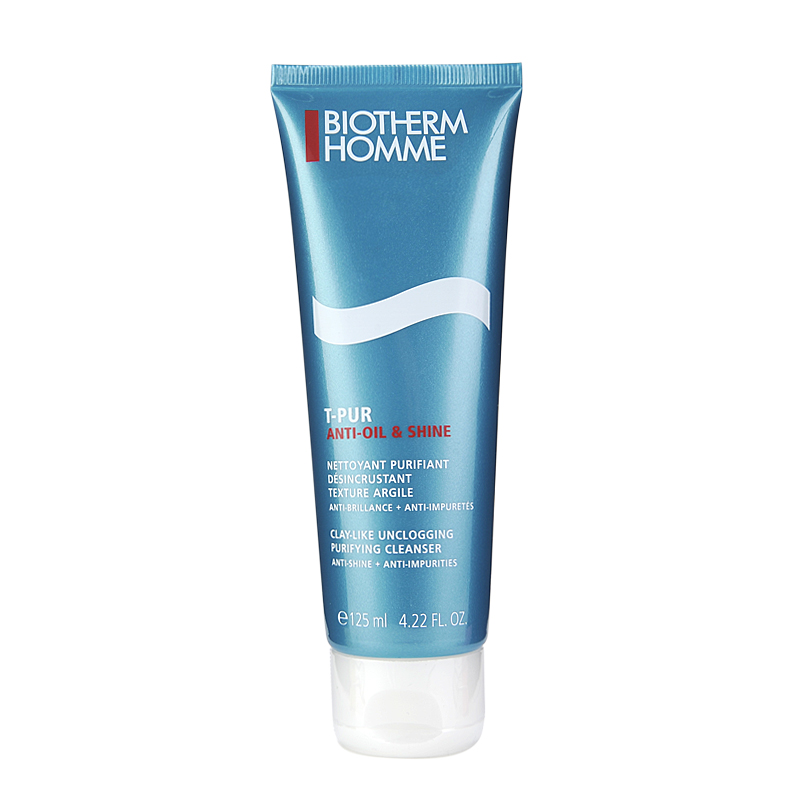 BIOTHERM
HOMME
T-PUR
ANTI-OIL & SHINE
NETTOYANT PURIFIANT
DÉSINCRUSTANT
TEXTURE ARGILE
ANTI-BRILLANCE + ANTI-IMPURETÉS
CLAY-LIKE UNCLOGGING
PURIFYING CLEANSER
ANTI-SHINE + ANTI-IMPURITIES
℮125 ml 4.22 FL. OZ.